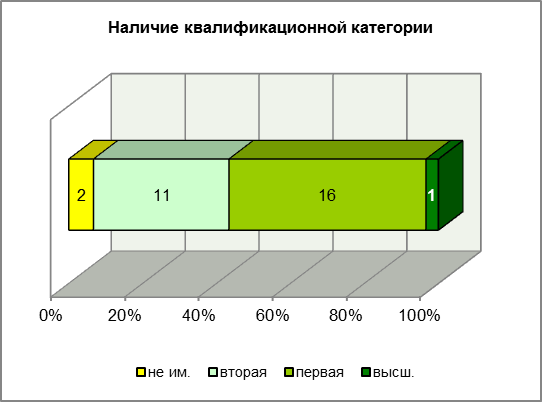 Наличие квалификационной категории
2 11 16 1
0% 20% 40% 60% 80% 100%
не им. вторая первая высш.